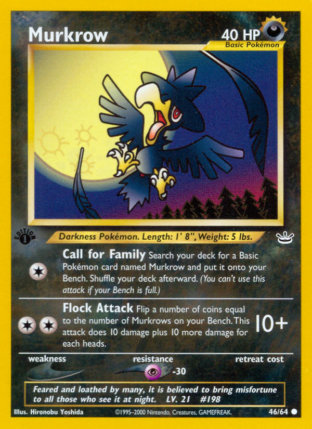 Murkrow
40 HP
Basic Pokémon
EDITION
1
Darkness Pokémon. Length: 1' 8", Weight: 5 lbs.
Call for Family Search your deck for a Basic
Pokémon card named Murkrow and put it onto your
Bench. Shuffle your deck afterward. (You can't use this
attack if your Bench is full.)
Flock Attack Flip a number of coins equal
to the number of Murkrows on your Bench. This
attack does 10 damage plus 10 more damage for
each heads.
10+
weakness resistance retreat cost
-30
Feared and loathed by many, it is believed to bring misfortune
to all those who see it at night. LV. 21 #198
Illus. Hironobu Yoshida ©1995-2000 Nintendo, Creatures, GAMEFREAK. 46/64